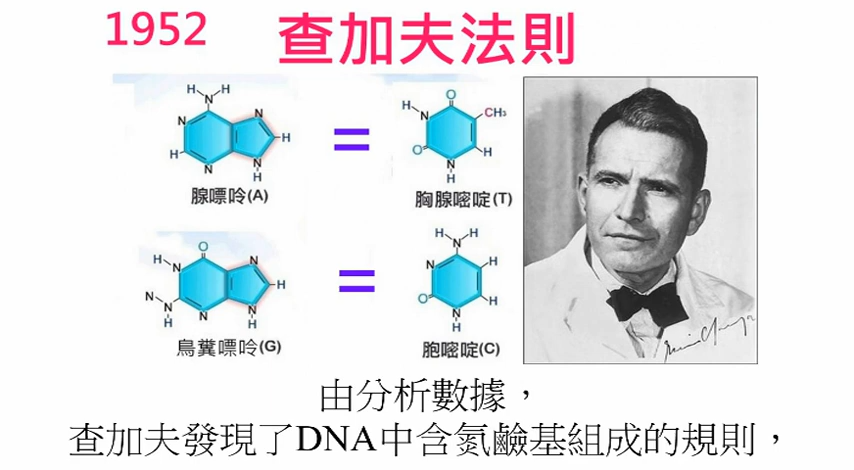 1952 查加夫法則
H H
N
N N
H H
N N
H
腺嘌呤(A)
=
O
H N CH₃
O N H
H
胸腺嘧啶(T)
O
H N N
H
N N N
H H
鳥糞嘌呤(G)
=
H H
N
N H
O N H
H
胞嘧啶(C)
由分析數據，
查加夫發現了DNA中含氮鹼基組成的規則，